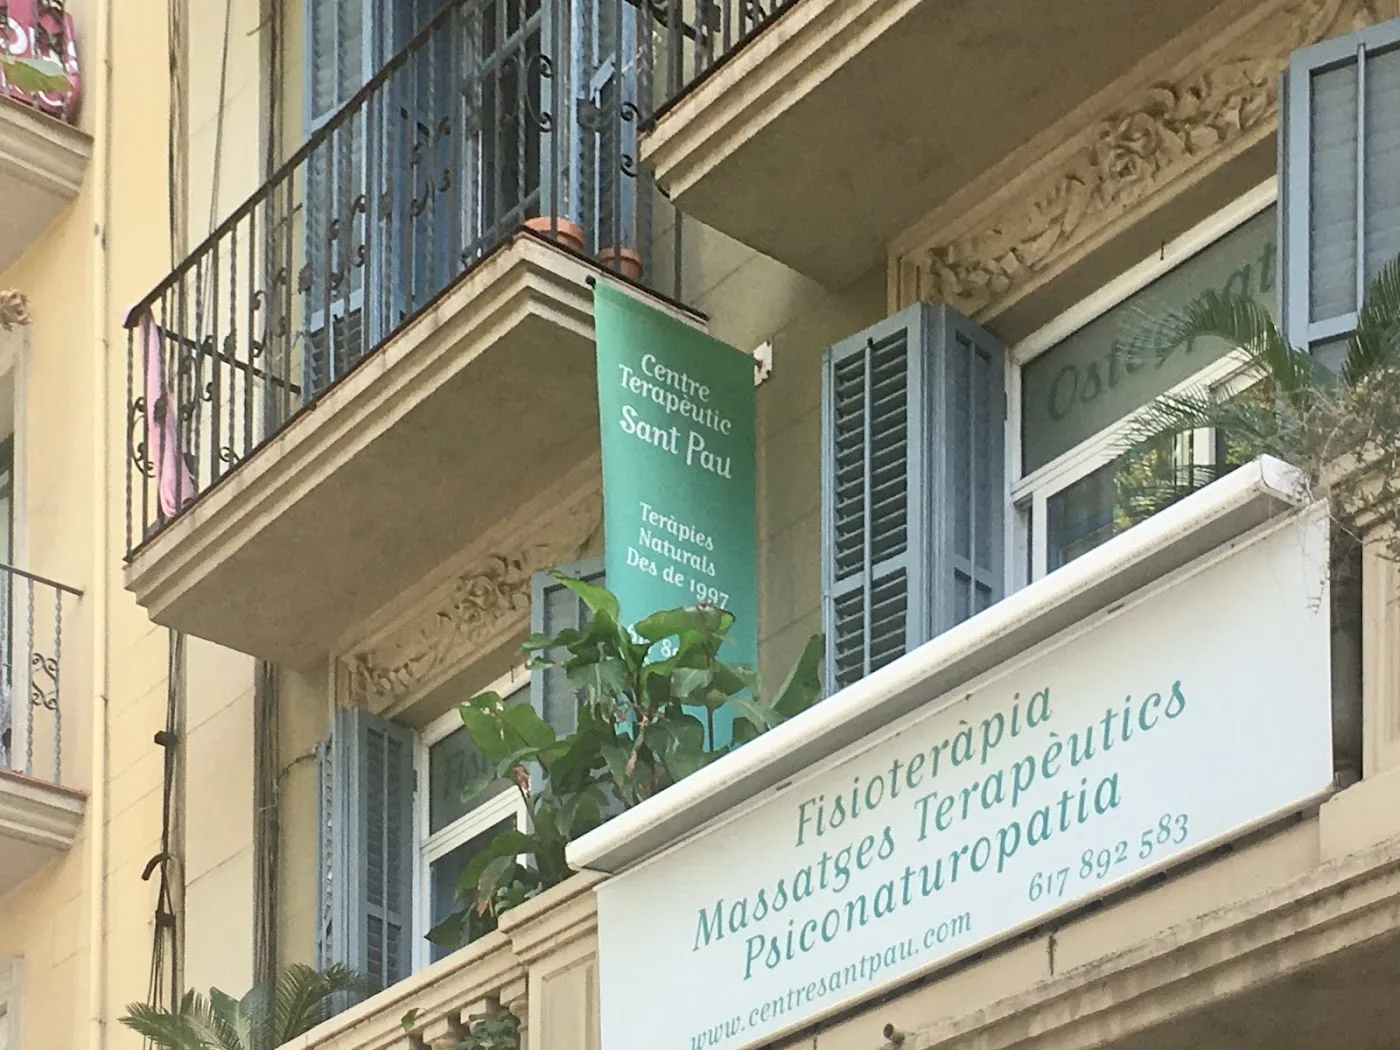 Centre
Terapèutic
Sant Pau
Teràpies
Naturals
Des de 1997
Fisioteràpia
Massatges Terapèutics
Psiconaturopatia
617 892 583
www.centresantpau.com